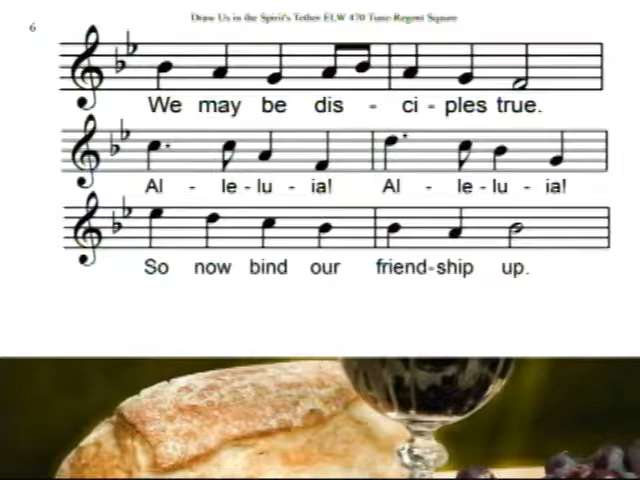 Draw Us in the Spirit's Tether ELW 470 Tune Regent Square
6
We may be dis - ci - ples true.
Al - le - lu - ia! Al - le - lu - ia!
So now bind our friend - ship up.